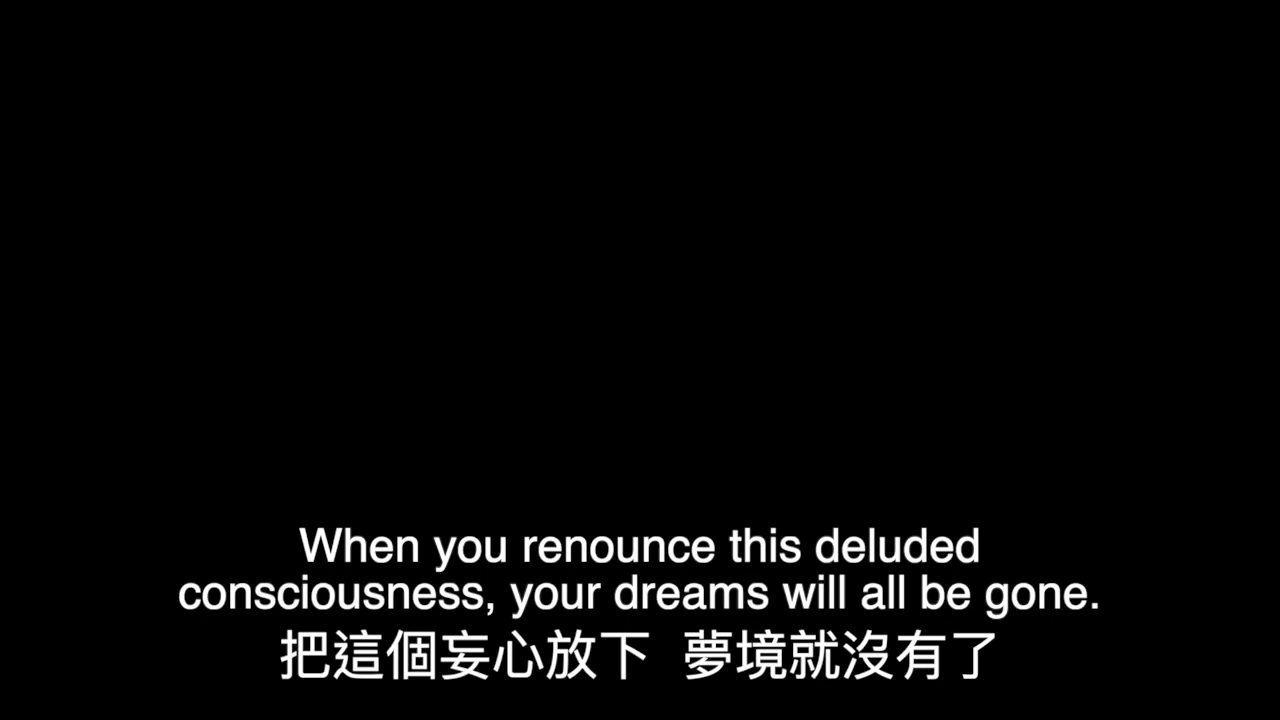 When you renounce this deluded
consciousness, your dreams will all be gone.
把這個妄心放下 夢境就沒有了